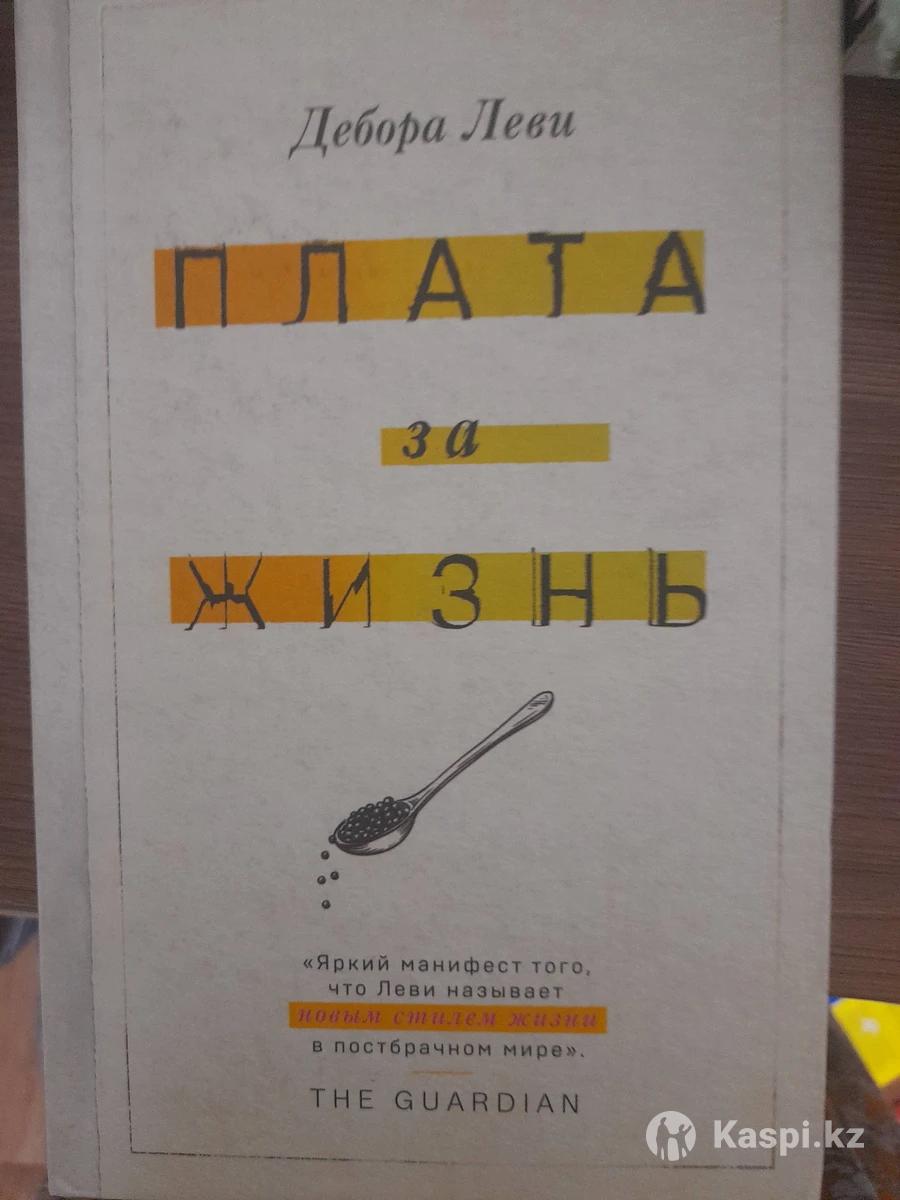 Дебора Леви
ПЛАТА
за
ЖИЗНЬ
«Яркий манифест того,
что Леви называет
новым стилем жизни
в постбрачном мире».
THE GUARDIAN
Kaspi.kz